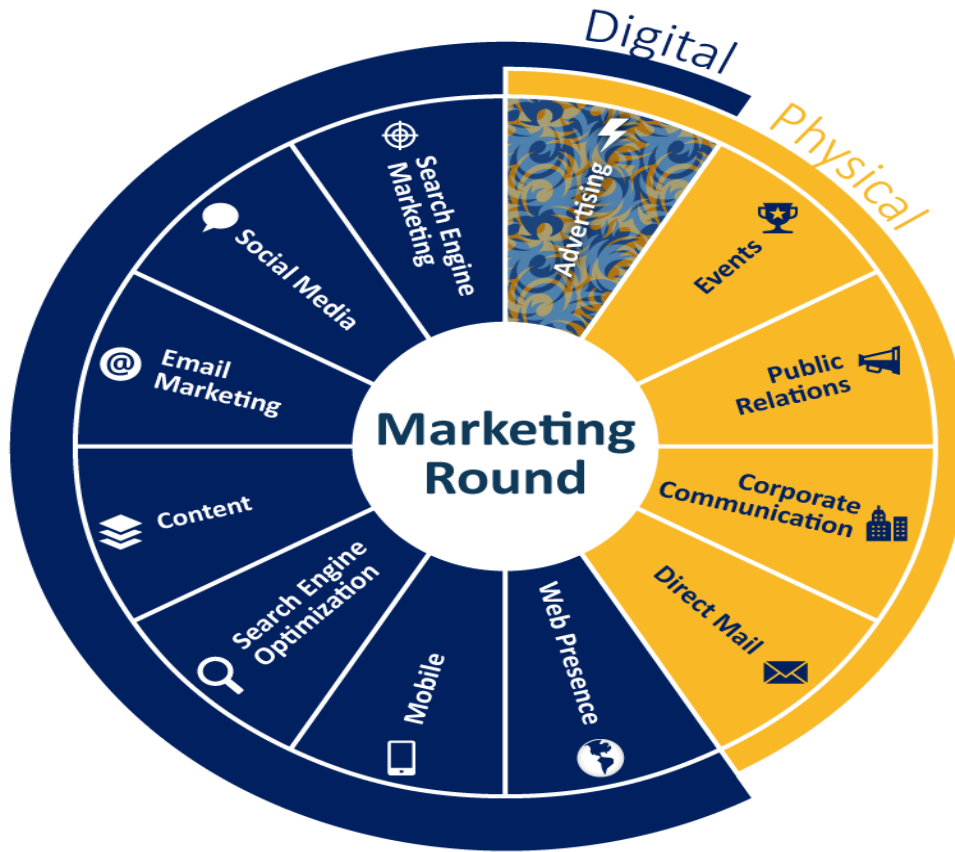 Digital
Physical
Advertising
Events
Public
Relations
Corporate
Communication
Direct Mail
Web Presence
Mobile
Search Engine
Optimization
Content
@
Email
Marketing
Social Media
Search Engine
Marketing
Marketing
Round